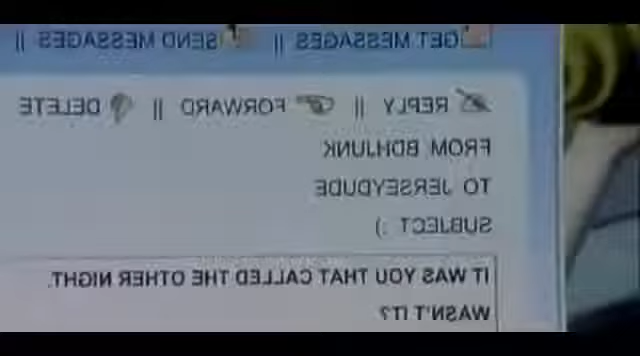 GET MESSAGES || SEND MESSAGES ||
REPLY || FORWARD || DELETE
FROM BDHJUNK
TO JERSEYDUDE
SUBJECT :)
IT WAS YOU THAT CALLED THE OTHER NIGHT.
WASN'T IT?